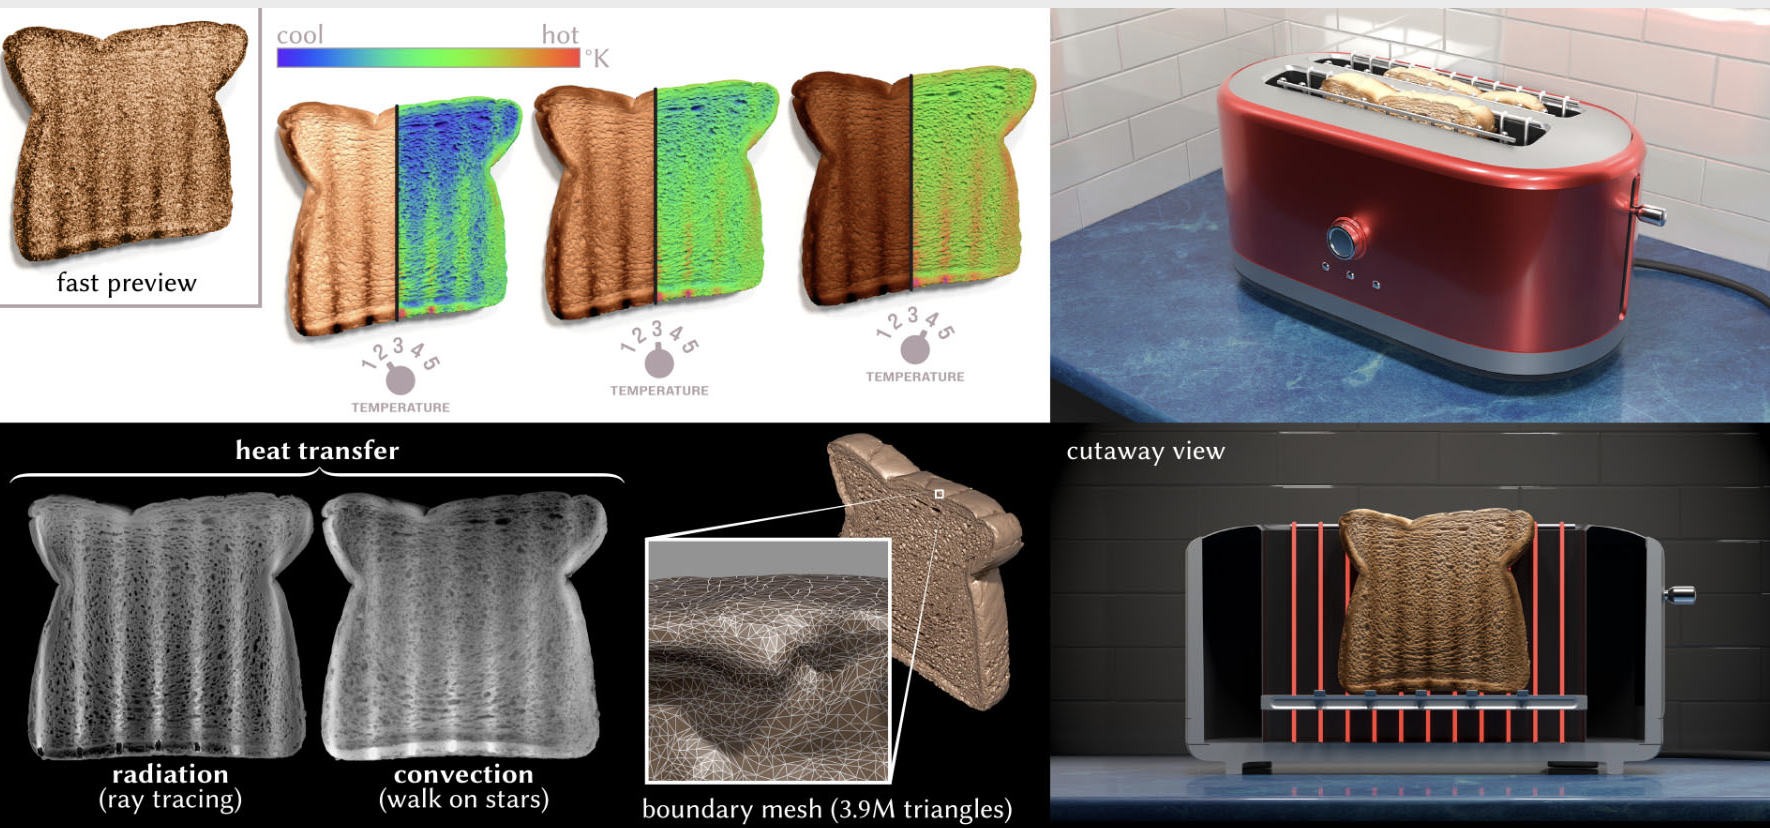 cool hot
°K
fast preview
1 2 3 4 5
TEMPERATURE
1 2 3 4 5
TEMPERATURE
1 2 3 4 5
TEMPERATURE
heat transfer
radiation
(ray tracing)
convection
(walk on stars)
boundary mesh (3.9M triangles)
cutaway view